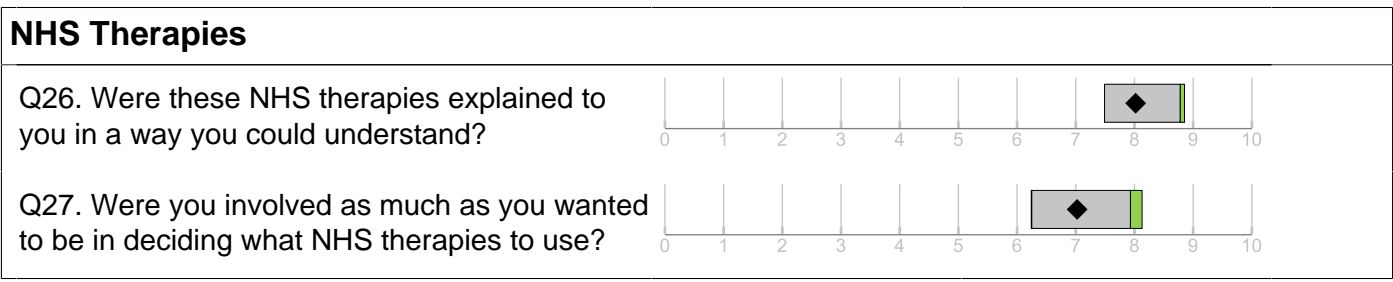 NHS Therapies
Q26. Were these NHS therapies explained to
you in a way you could understand?
0 1 2 3 4 5 6 7 8 9 10
Q27. Were you involved as much as you wanted
to be in deciding what NHS therapies to use?
0 1 2 3 4 5 6 7 8 9 10